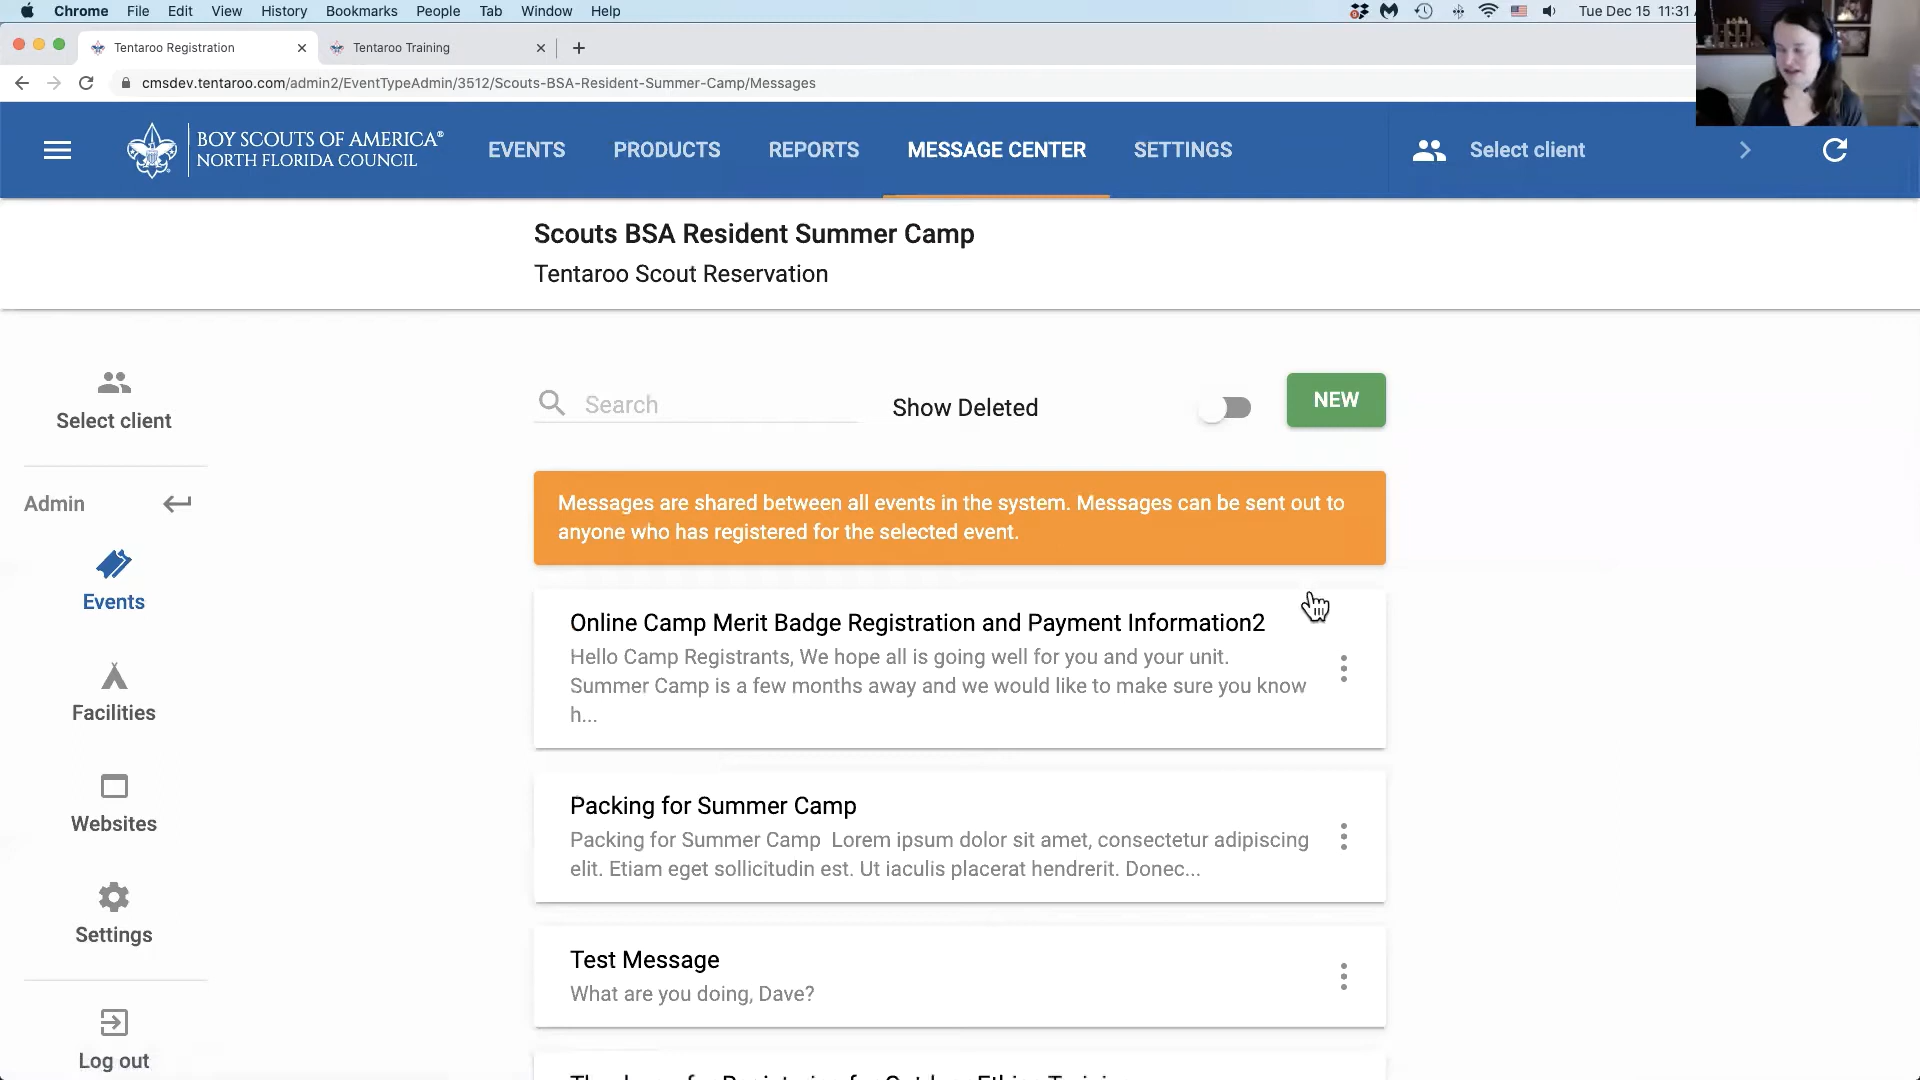 Chrome File Edit View History Bookmarks People Tab Window Help
Tue Dec 15 11:31
Tentaroo Registration
Tentaroo Training
cmsdev.tentaroo.com/admin2/EventTypeAdmin/3512/Scouts-BSA-Resident-Summer-Camp/Messages
BOY SCOUTS OF AMERICA®
NORTH FLORIDA COUNCIL
EVENTS PRODUCTS REPORTS MESSAGE CENTER SETTINGS
Select client
Scouts BSA Resident Summer Camp
Tentaroo Scout Reservation
Select client
Admin
Events
Facilities
Websites
Settings
Log out
Search
Show Deleted
NEW
Messages are shared between all events in the system. Messages can be sent out to
anyone who has registered for the selected event.
Online Camp Merit Badge Registration and Payment Information2
Hello Camp Registrants, We hope all is going well for you and your unit.
Summer Camp is a few months away and we would like to make sure you know
h...
Packing for Summer Camp
Packing for Summer Camp Lorem ipsum dolor sit amet, consectetur adipiscing
elit. Etiam eget sollicitudin est. Ut iaculis placerat hendrerit. Donec...
Test Message
What are you doing, Dave?